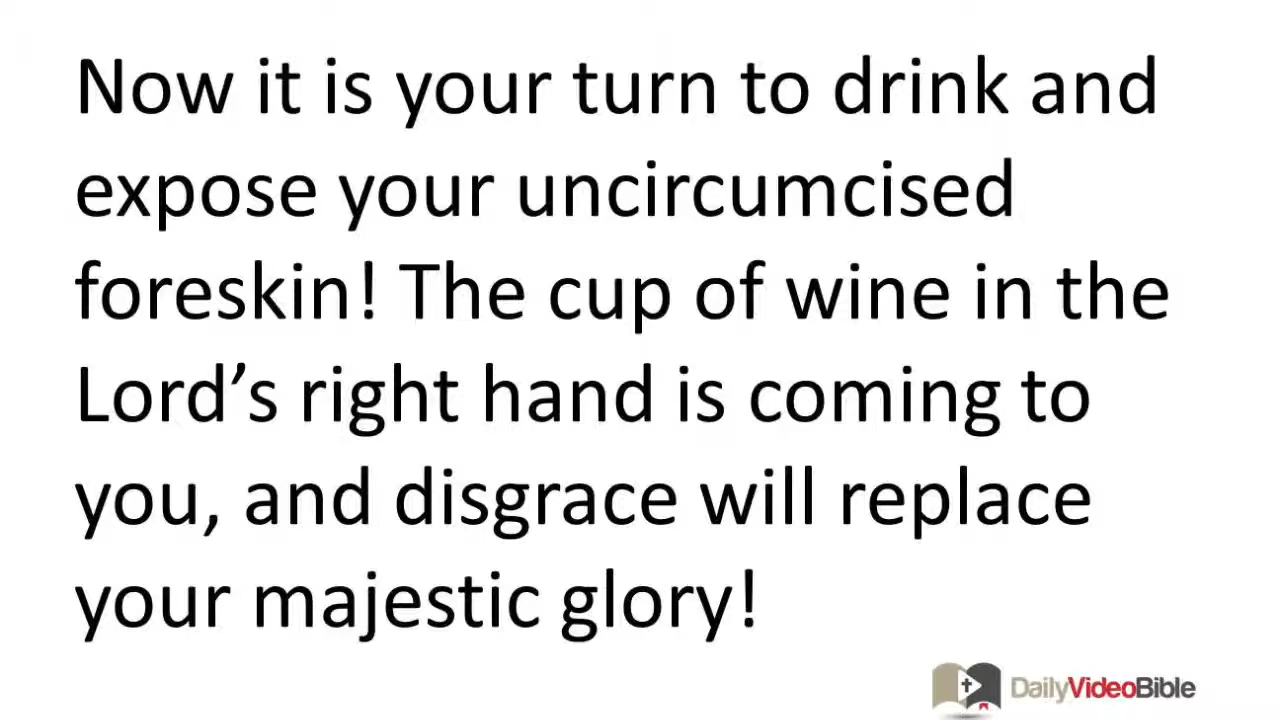 Now it is your turn to drink and
expose your uncircumcised
foreskin! The cup of wine in the
Lord’s right hand is coming to
you, and disgrace will replace
your majestic glory!
DailyVideoBible